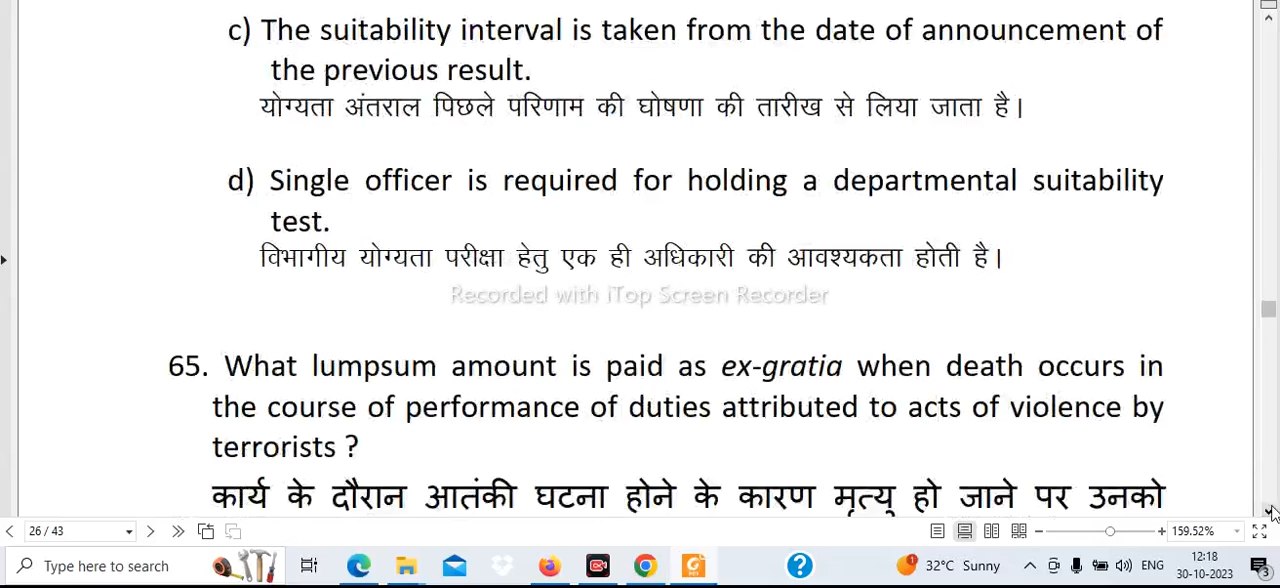 c) The suitability interval is taken from the date of announcement of
the previous result.
योग्यता अंतराल पिछले परिणाम की घोषणा की तारीख से लिया जाता है।
d) Single officer is required for holding a departmental suitability
test.
विभागीय योग्यता परीक्षा हेतु एक ही अधिकारी की आवश्यकता होती है।
Recorded with iTop Screen Recorder
65. What lumpsum amount is paid as ex-gratia when death occurs in
the course of performance of duties attributed to acts of violence by
terrorists ?
कार्य के दौरान आतंकी घटना होने के कारण मृत्यु हो जाने पर उनको
26 / 43
159.52%
Type here to search
32°C Sunny
ENG
12:18
30-10-2023
1
3